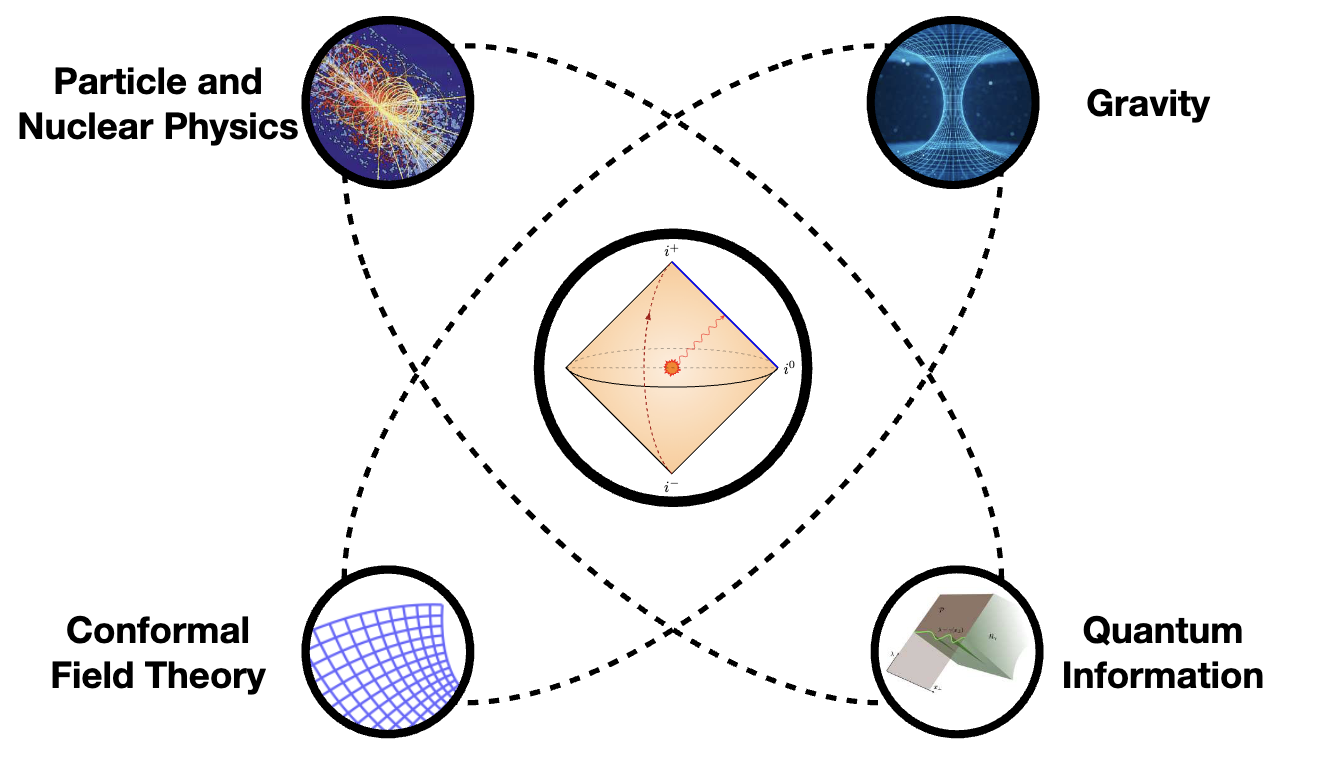 Particle and
Nuclear Physics
Gravity
i⁺
i⁰
i⁻
Conformal
Field Theory
Quantum
Information